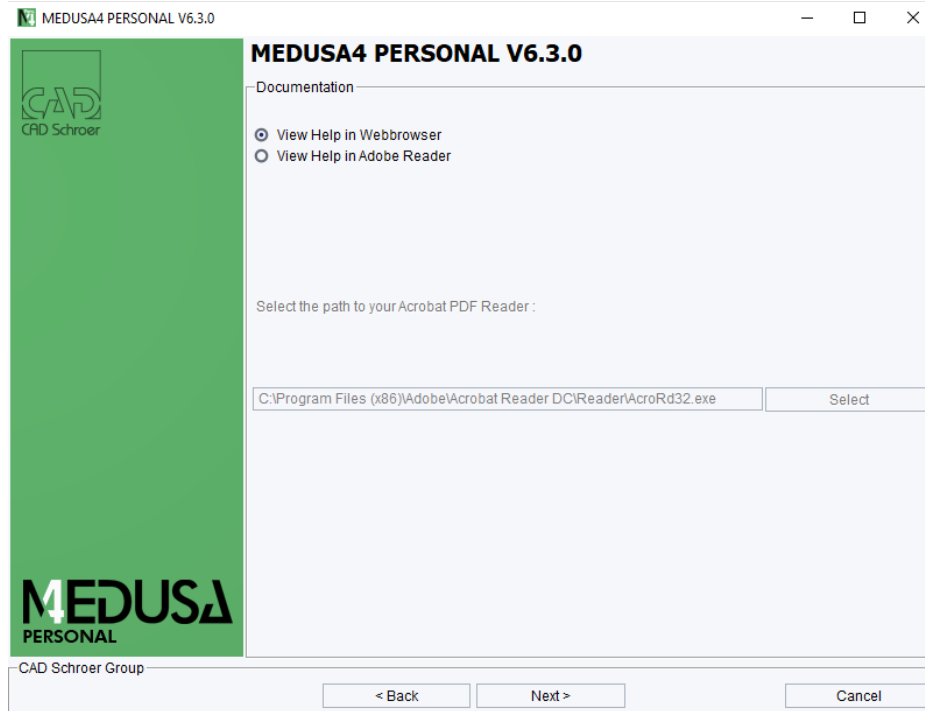 MEDUSA4 PERSONAL V6.3.0
MEDUSA4 PERSONAL V6.3.0
CAD
CAD Schroer
Documentation
View Help in Webbrowser
View Help in Adobe Reader
Select the path to your Acrobat PDF Reader :
C:\Program Files (x86)\Adobe\Acrobat Reader DC\Reader\AcroRd32.exe
Select
MEDUSA4
PERSONAL
CAD Schroer Group
< Back
Next >
Cancel